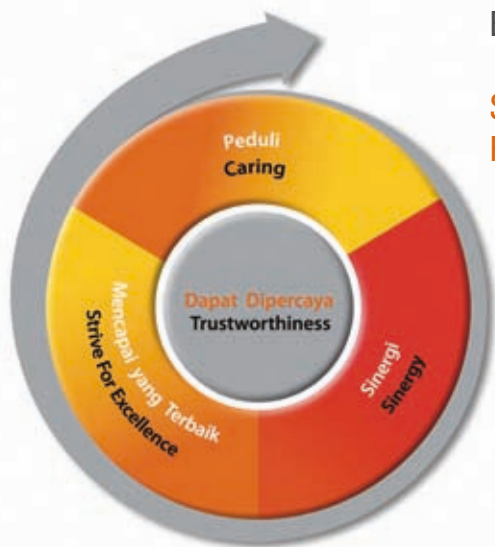 Peduli
Caring
Dapat Dipercaya
Trustworthiness
Mencapai yang Terbaik
Strive For Excellence
Sinergi
Sinergy